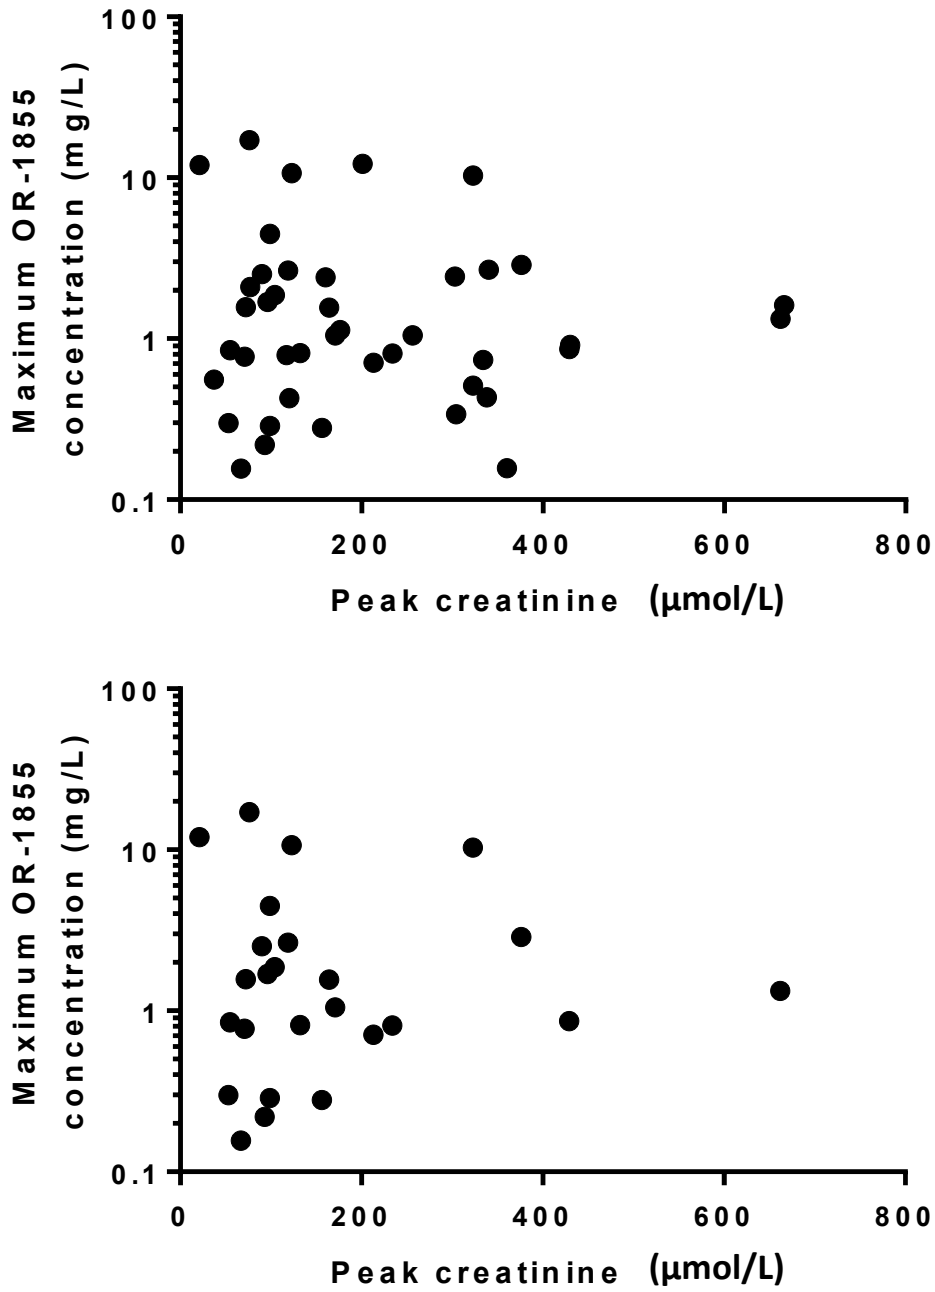 100
10
1
0.1
Maximum OR-1855
concentration (mg/L)
0 200 400 600 800
Peak creatinine (µmol/L)
100
10
1
0.1
Maximum OR-1855
concentration (mg/L)
0 200 400 600 800
Peak creatinine (µmol/L)